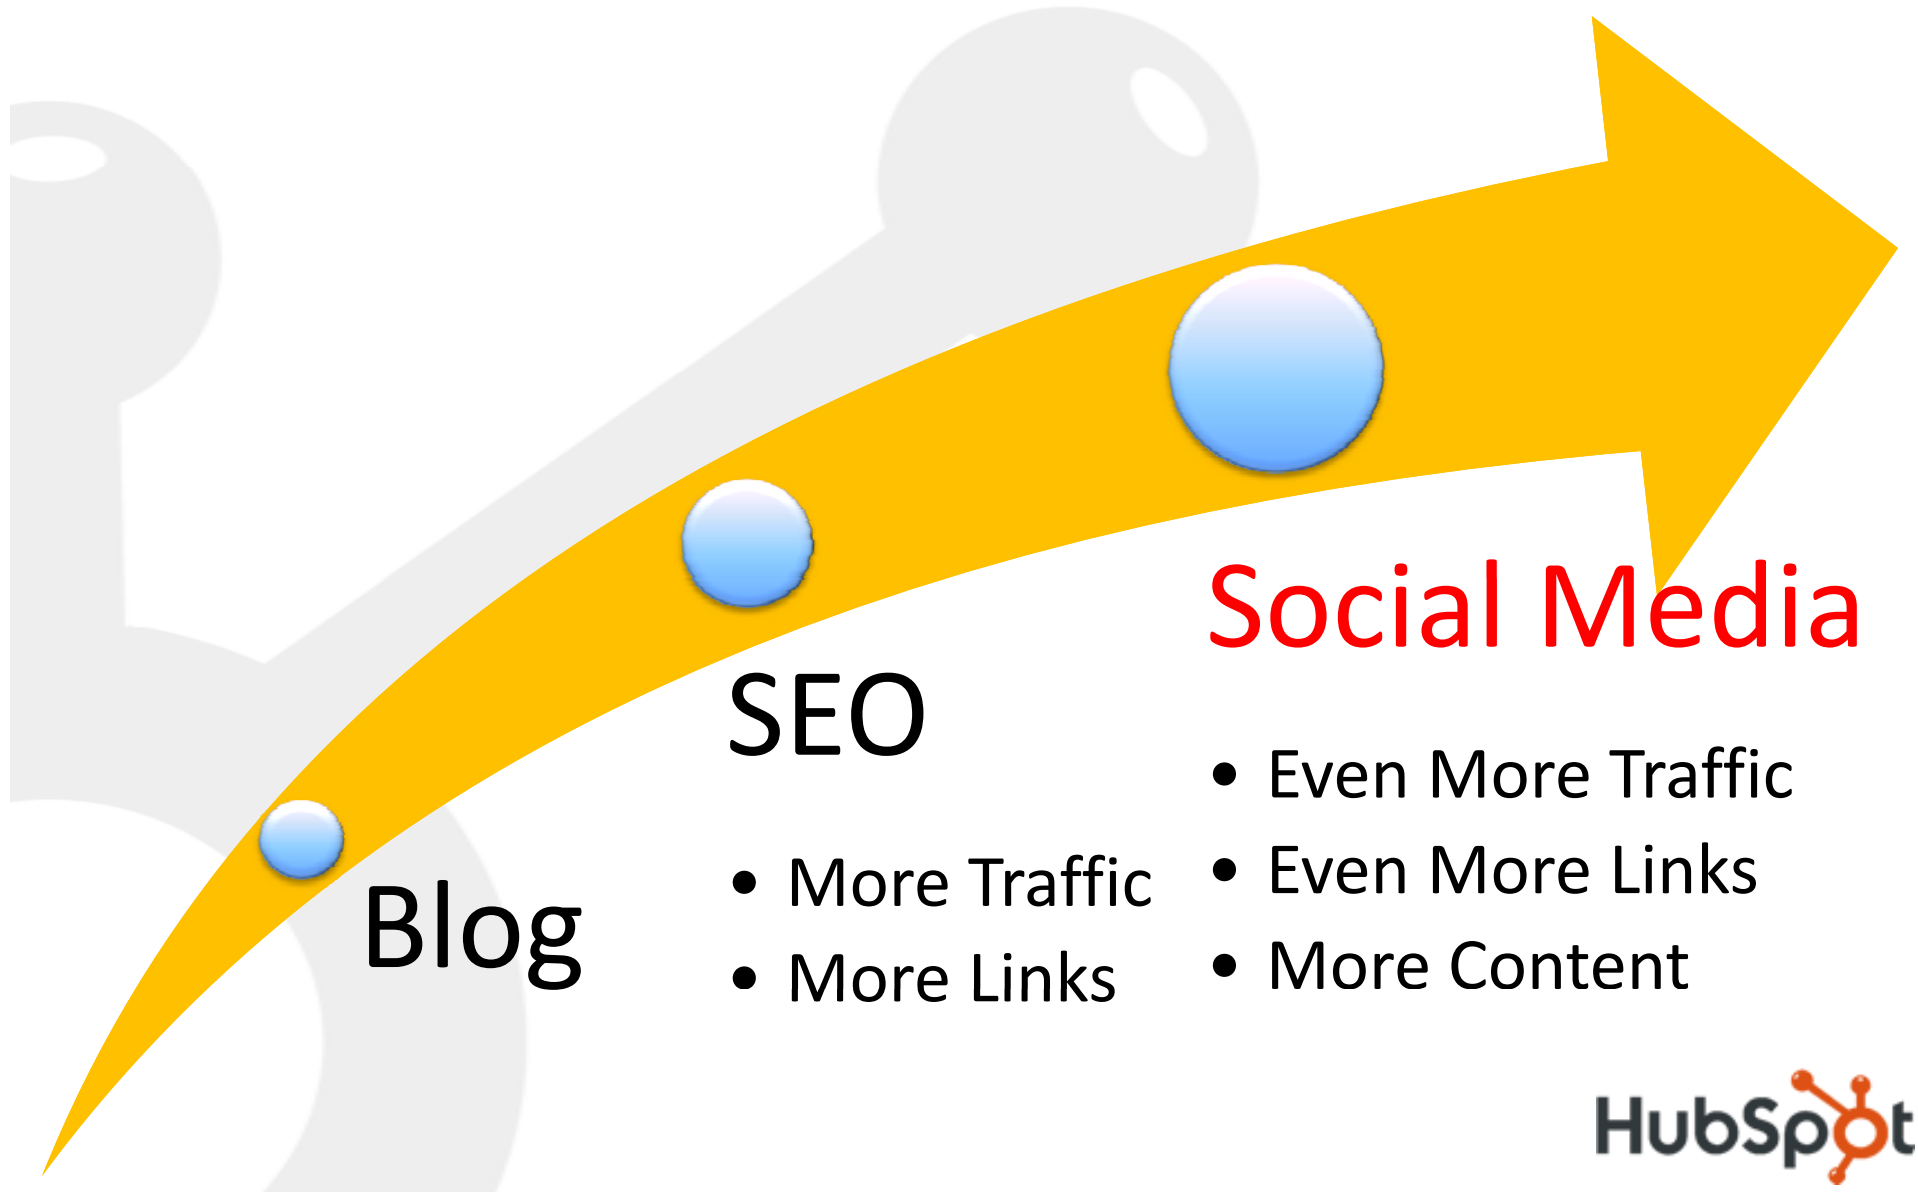 Blog
SEO
• More Traffic
• More Links
Social Media
• Even More Traffic
• Even More Links
• More Content
HubSpot